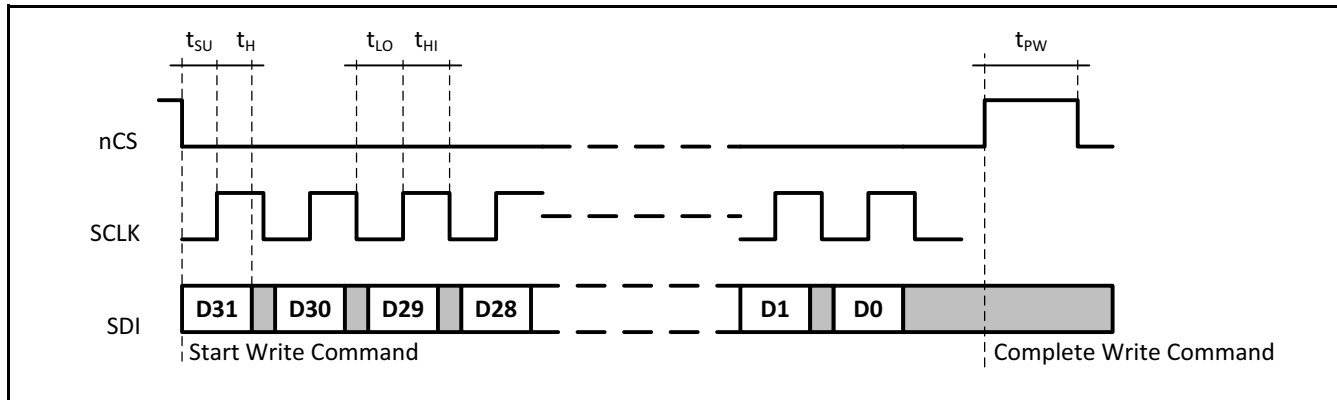 tSU tH tLO tHI tPW
nCS
SCLK
D31 D30 D29 D28 D1 D0
SDI
Start Write Command Complete Write Command